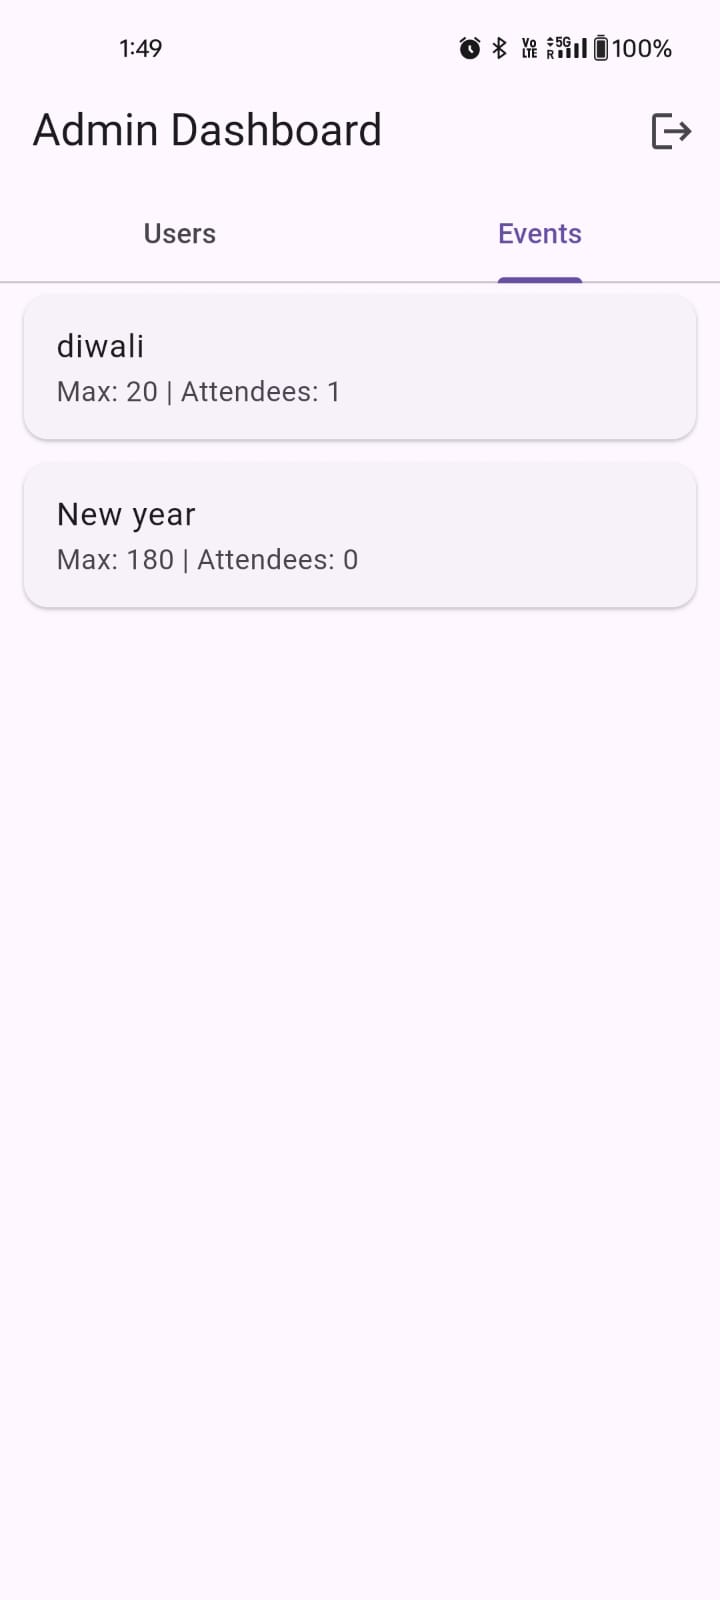 1:49
Vo
LTE
5G
R
100%
Admin Dashboard
Users
Events
diwali
Max: 20 | Attendees: 1
New year
Max: 180 | Attendees: 0